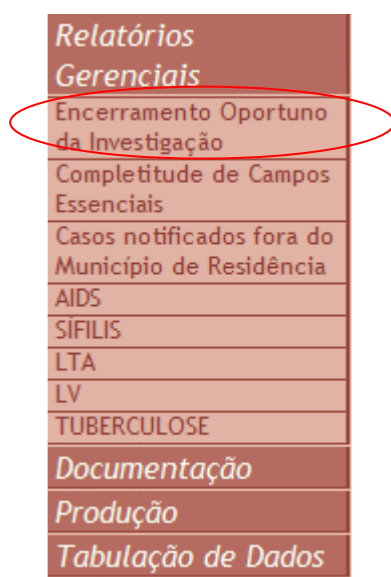 Relatórios
Gerenciais
Encerramento Oportuno
da Investigação
Completitude de Campos
Essenciais
Casos notificados fora do
Município de Residência
AIDS
SÍFILIS
LTA
LV
TUBERCULOSE
Documentação
Produção
Tabulação de Dados